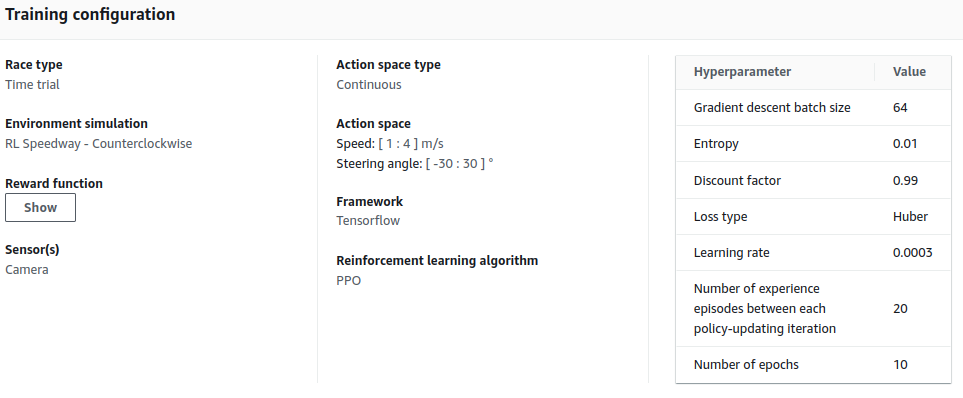 Training configuration
Race type
Time trial
Environment simulation
RL Speedway - Counterclockwise
Reward function
Show
Sensor(s)
Camera
Action space type
Continuous
Action space
Speed: [ 1 : 4 ] m/s
Steering angle: [ -30 : 30 ] °
Framework
Tensorflow
Reinforcement learning algorithm
PPO
Hyperparameter Value
Gradient descent batch size 64
Entropy 0.01
Discount factor 0.99
Loss type Huber
Learning rate 0.0003
Number of experience
episodes between each 20
policy-updating iteration
Number of epochs 10